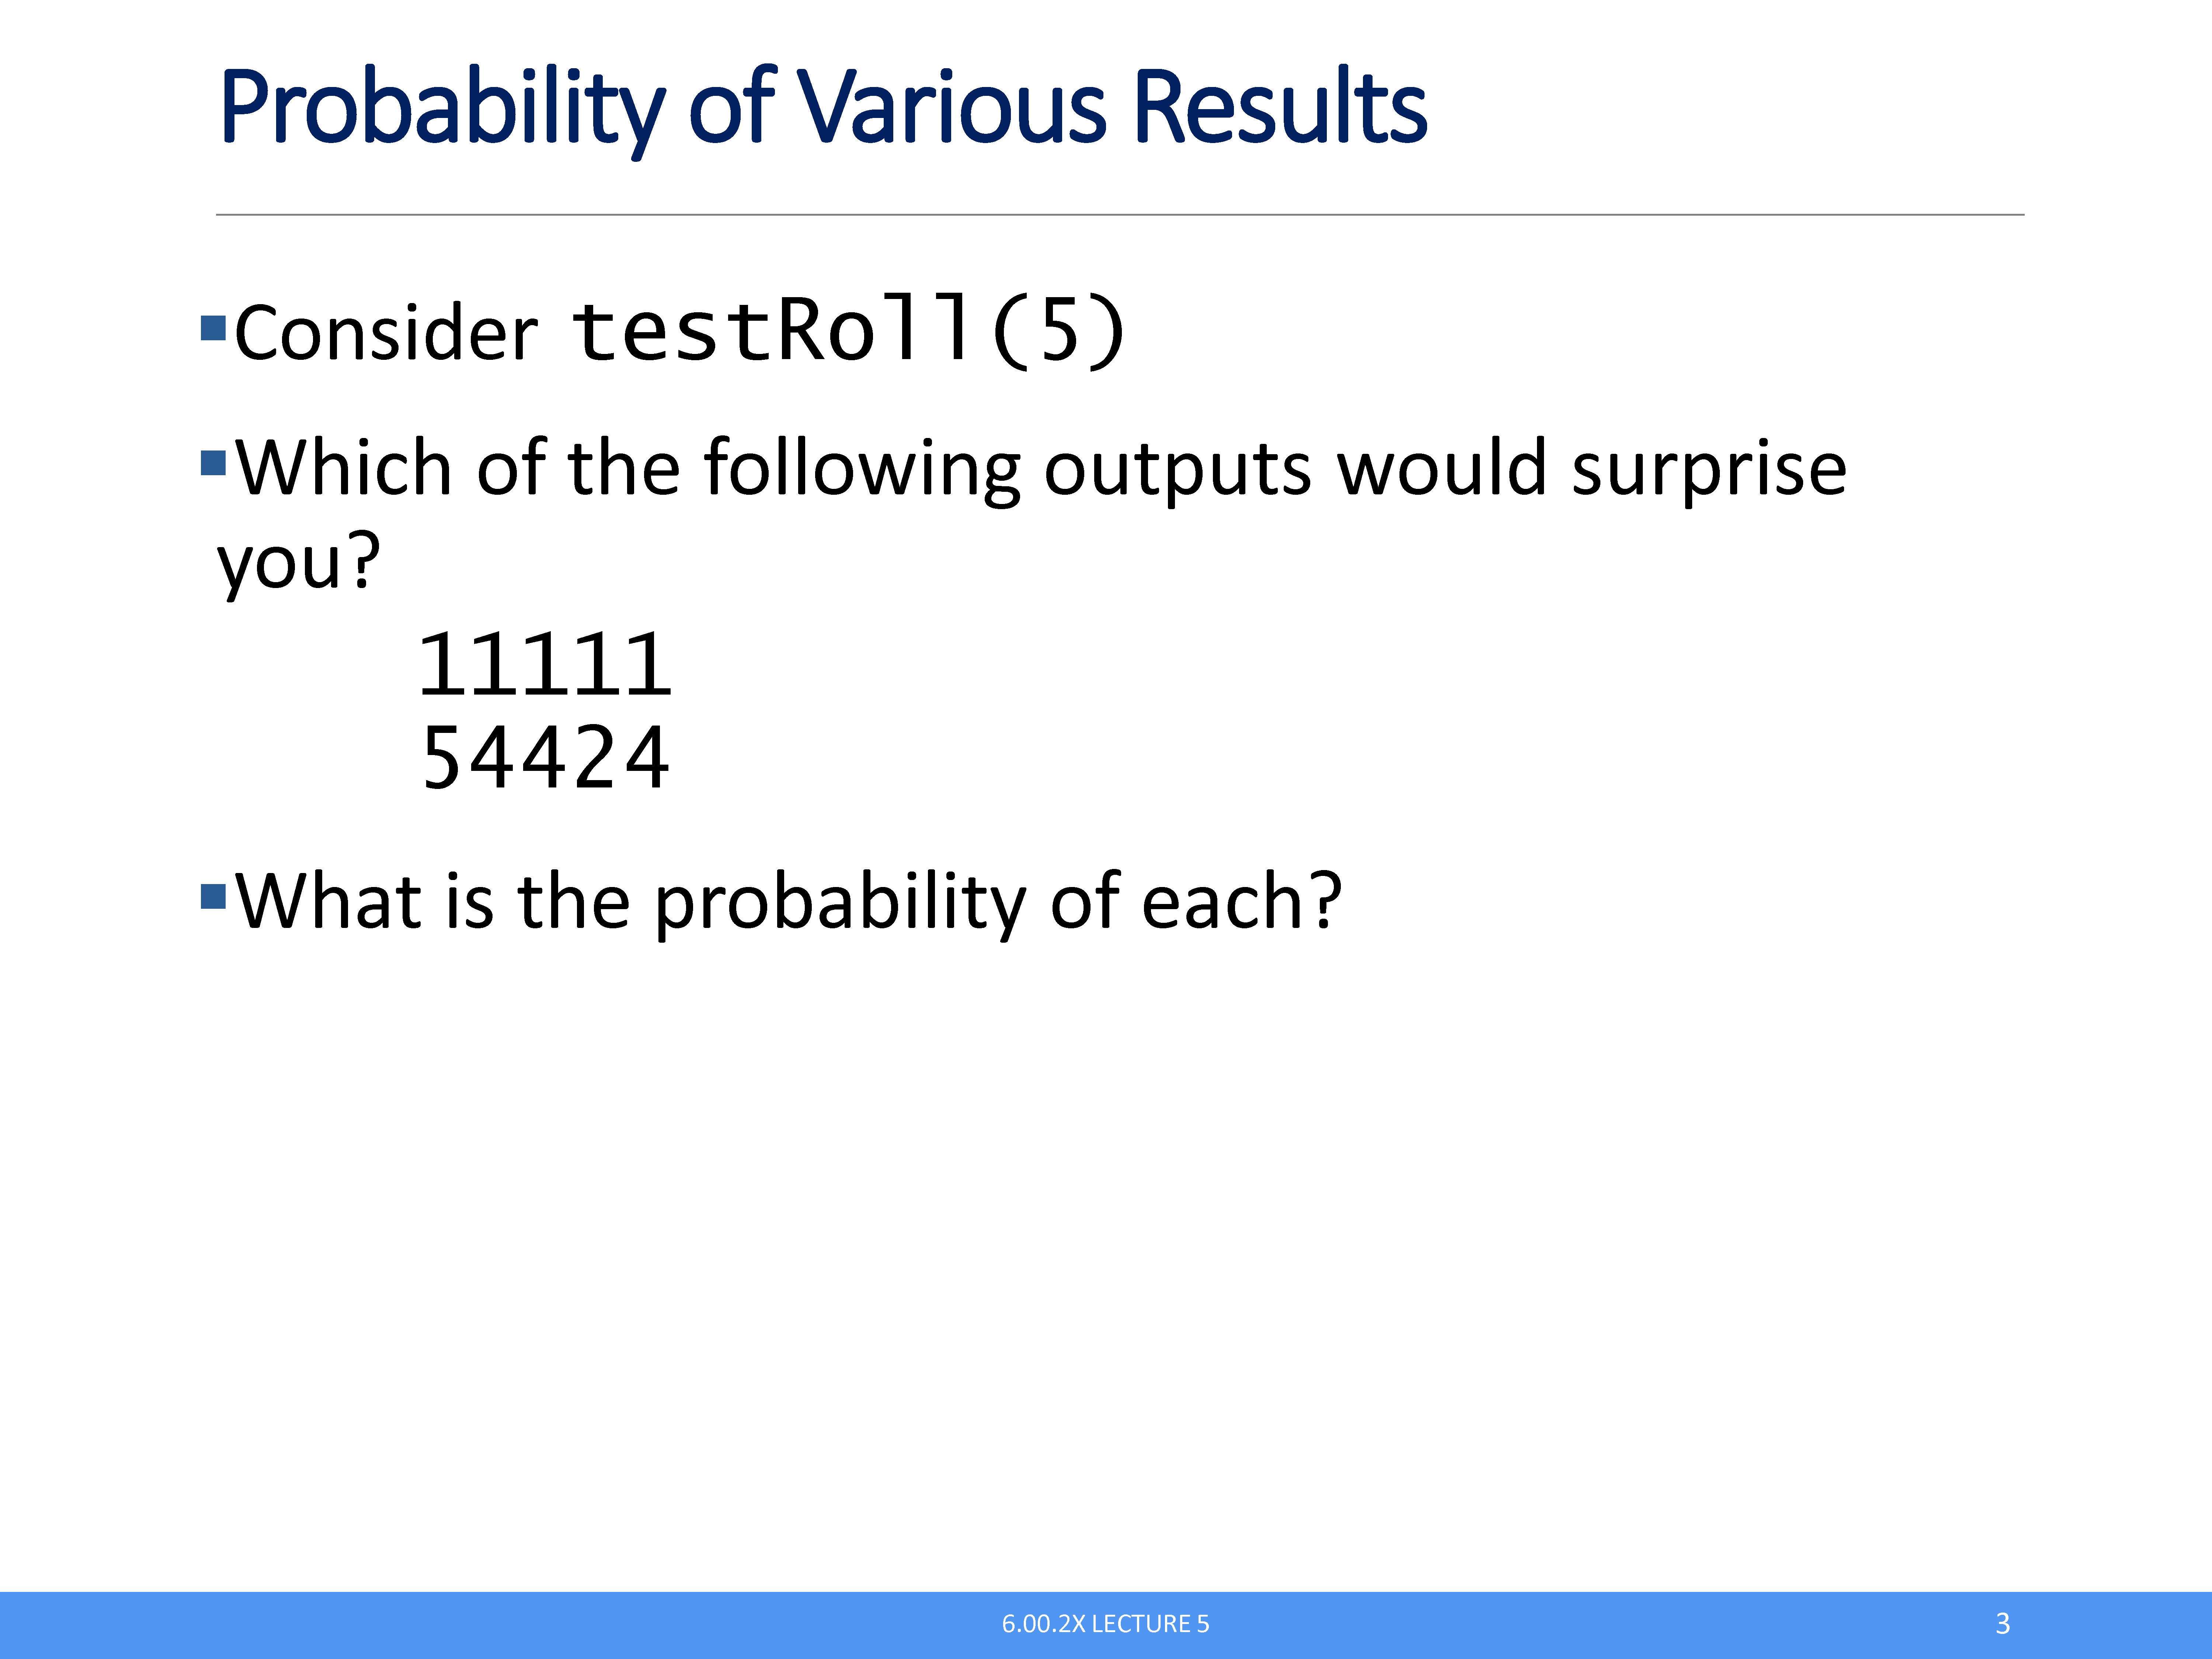 Probability of Various Results
▪Consider testRoll(5)
▪Which of the following outputs would surprise
you?
11111
54424
▪What is the probability of each?
6.00.2X LECTURE 5
3